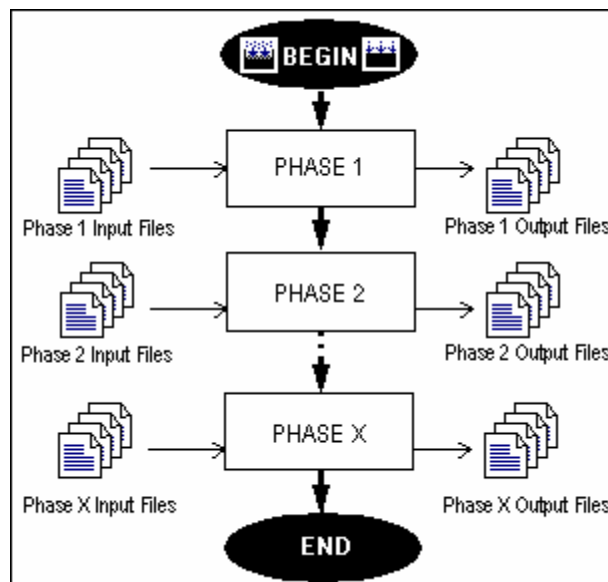 BEGIN
PHASE 1
Phase 1 Input Files
Phase 1 Output Files
PHASE 2
Phase 2 Input Files
Phase 2 Output Files
PHASE X
Phase X Input Files
Phase X Output Files
END